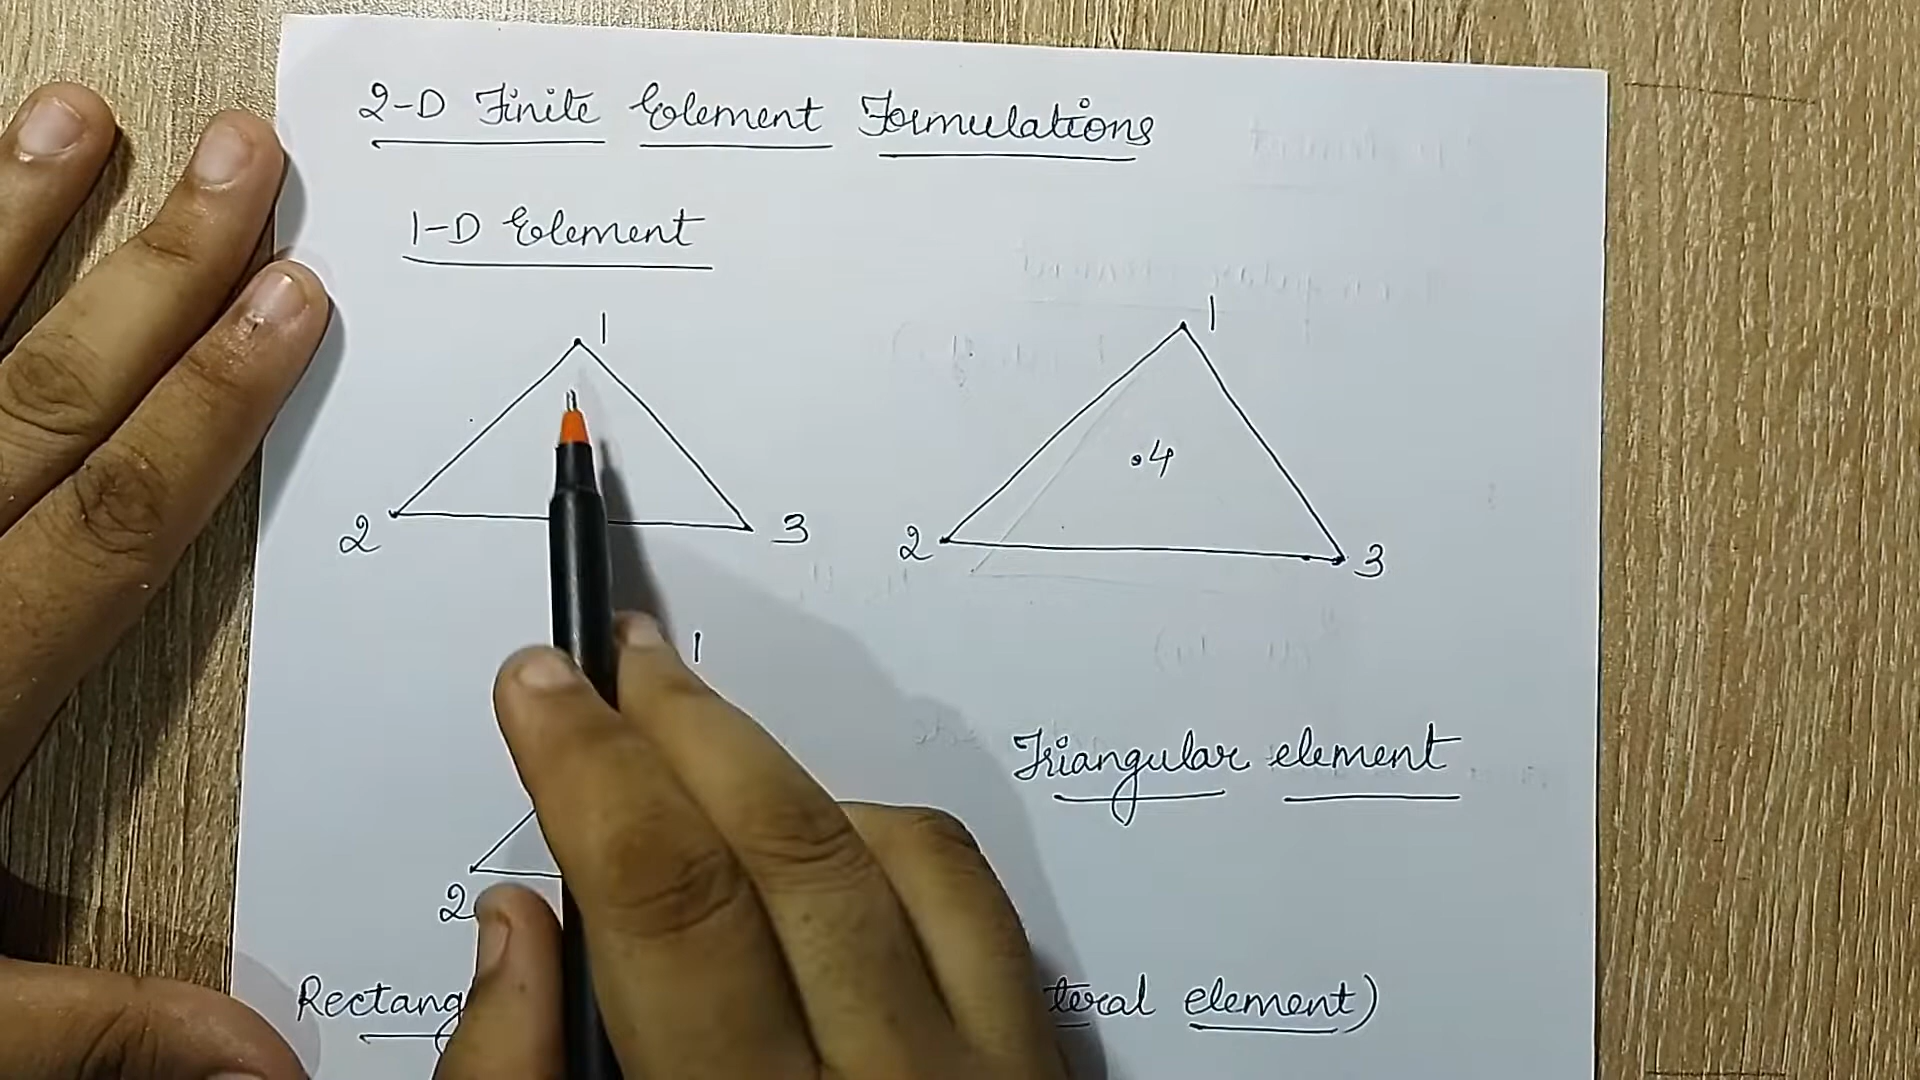 2-D Finite Element Formulations
1-D Element
1
1
4
2
3
2
3
1
Triangular element
2
Rectang
teral element)